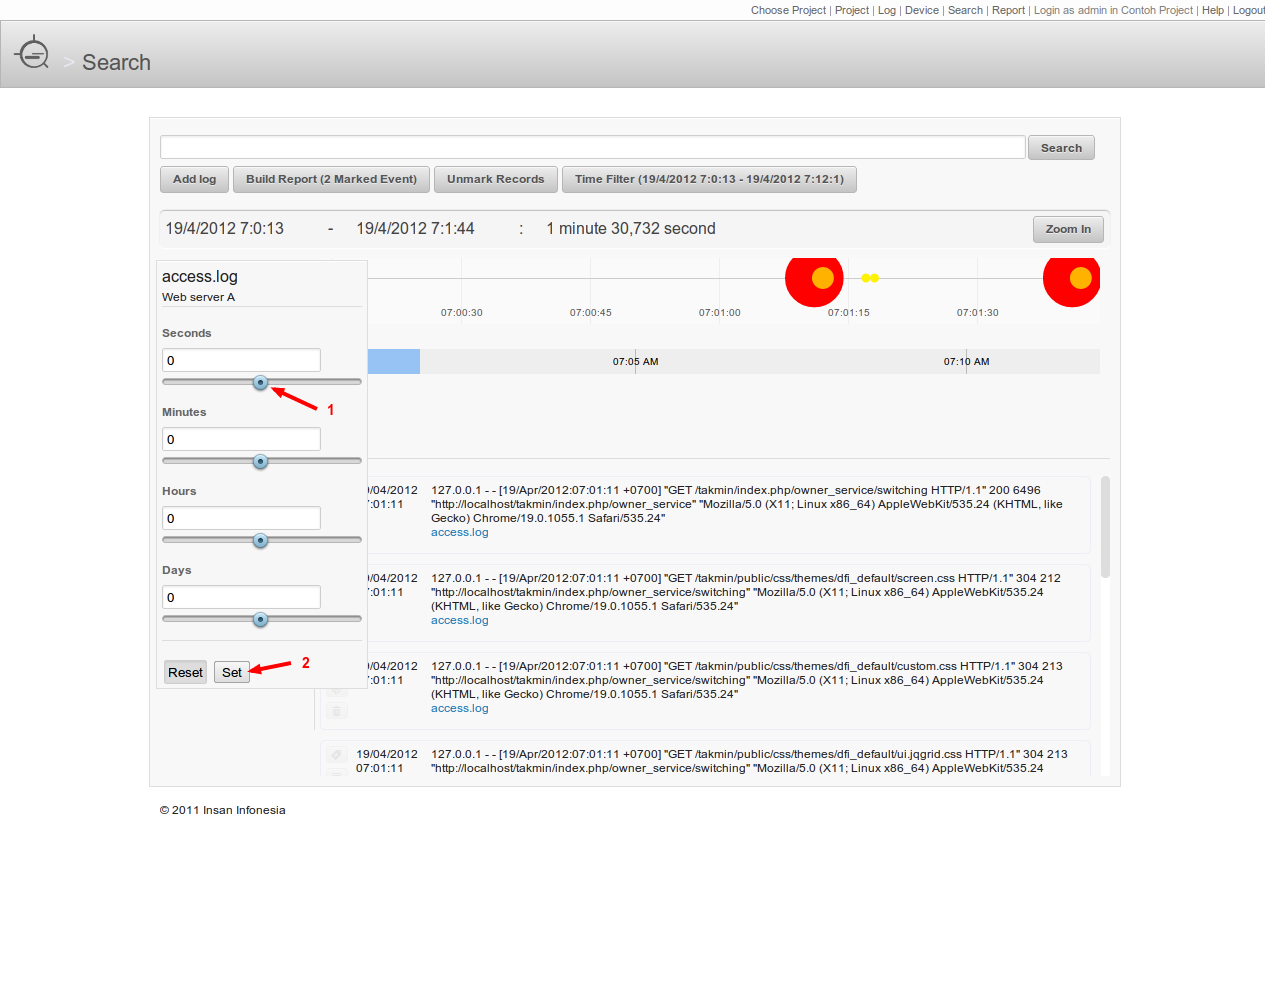 Choose Project | Project | Log | Device | Search | Report | Login as admin in Contoh Project | Help | Logout
> Search
Search
Add log
Build Report (2 Marked Event)
Unmark Records
Time Filter (19/4/2012 7:0:13 - 19/4/2012 7:12:1)
19/4/2012 7:0:13 - 19/4/2012 7:1:44 : 1 minute 30,732 second
Zoom In
access.log
Web server A
07:00:30 07:00:45 07:01:00 07:01:15 07:01:30
Seconds
0
07:05 AM 07:10 AM
1
Minutes
0
Hours
0
Days
0
Reset
Set
2
/04/2012
:01:11
127.0.0.1 - - [19/Apr/2012:07:01:11 +0700] "GET /takmin/index.php/owner_service/switching HTTP/1.1" 200 6496
"http://localhost/takmin/index.php/owner_service" "Mozilla/5.0 (X11; Linux x86_64) AppleWebKit/535.24 (KHTML, like
Gecko) Chrome/19.0.1055.1 Safari/535.24"
access.log
/04/2012
:01:11
127.0.0.1 - - [19/Apr/2012:07:01:11 +0700] "GET /takmin/public/css/themes/dfi_default/screen.css HTTP/1.1" 304 212
"http://localhost/takmin/index.php/owner_service/switching" "Mozilla/5.0 (X11; Linux x86_64) AppleWebKit/535.24
(KHTML, like Gecko) Chrome/19.0.1055.1 Safari/535.24"
access.log
/04/2012
:01:11
127.0.0.1 - - [19/Apr/2012:07:01:11 +0700] "GET /takmin/public/css/themes/dfi_default/custom.css HTTP/1.1" 304 213
"http://localhost/takmin/index.php/owner_service/switching" "Mozilla/5.0 (X11; Linux x86_64) AppleWebKit/535.24
(KHTML, like Gecko) Chrome/19.0.1055.1 Safari/535.24"
access.log
19/04/2012
07:01:11
127.0.0.1 - - [19/Apr/2012:07:01:11 +0700] "GET /takmin/public/css/themes/dfi_default/ui.jqgrid.css HTTP/1.1" 304 213
"http://localhost/takmin/index.php/owner_service/switching" "Mozilla/5.0 (X11; Linux x86_64) AppleWebKit/535.24
© 2011 Insan Infonesia